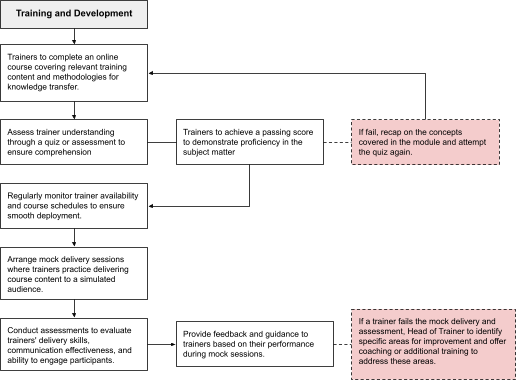 Training and Development
Trainers to complete an online
course covering relevant training
content and methodologies for
knowledge transfer.
Assess trainer understanding
through a quiz or assessment to
ensure comprehension
Trainers to achieve a passing score
to demonstrate proficiency in the
subject matter
If fail, recap on the concepts
covered in the module and attempt
the quiz again.
Regularly monitor trainer availability
and course schedules to ensure
smooth deployment.
Arrange mock delivery sessions
where trainers practice delivering
course content to a simulated
audience.
Conduct assessments to evaluate
trainers' delivery skills,
communication effectiveness, and
ability to engage participants.
Provide feedback and guidance to
trainers based on their performance
during mock sessions.
If a trainer fails the mock delivery and
assessment, Head of Trainer to identify
specific areas for improvement and offer
coaching or additional training to
address these areas.